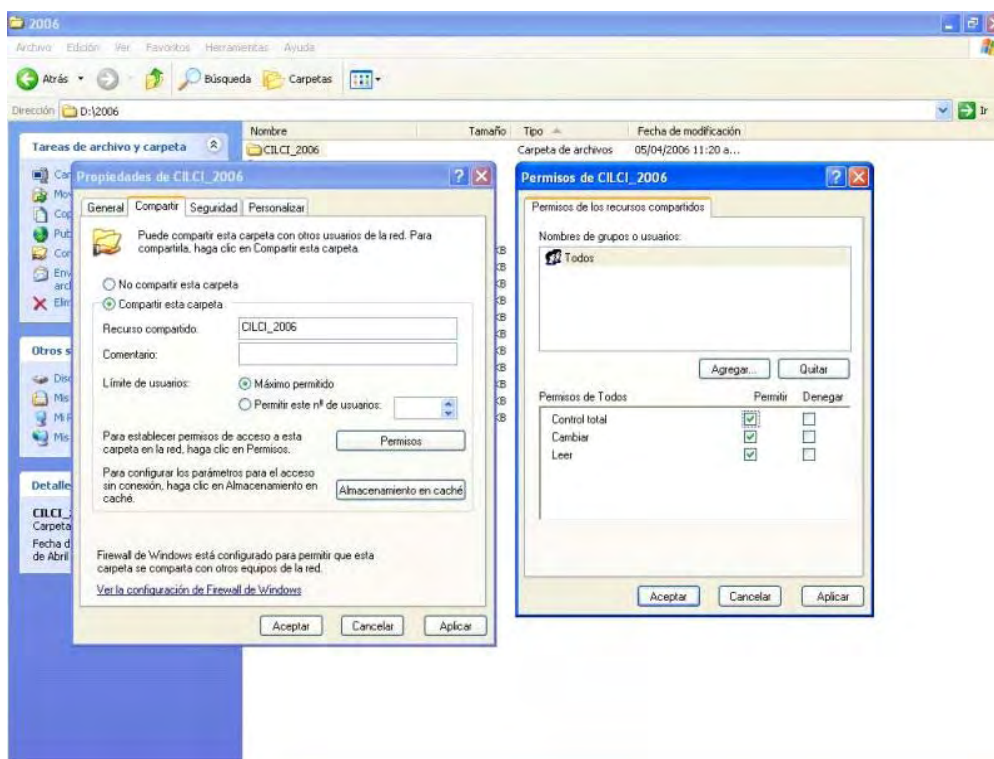 2006
Archivo Edición Ver Favoritos Herramientas Ayuda
Atrás Búsqueda Carpetas
Dirección D:\2006 Ir
Nombre Tamaño Tipo Fecha de modificación
CILCI_2006 Carpeta de archivos 05/04/2006 11:20 a...
Tareas de archivo y carpeta
Otros s
Detalle
CILCI_
Carpeta
Fecha d
de Abril
Propiedades de CILCI_2006
General Compartir Seguridad Personalizar
Puede compartir esta carpeta con otros usuarios de la red. Para
compartirla, haga clic en Compartir esta carpeta.
No compartir esta carpeta
Compartir esta carpeta
Recurso compartido: CILCI_2006
Comentario:
Límite de usuarios: Máximo permitido
Permitir este nº de usuarios:
Para establecer permisos de acceso a esta
carpeta en la red, haga clic en Permisos.
Permisos
Para configurar los parámetros para el acceso
sin conexión, haga clic en Almacenamiento en
caché.
Almacenamiento en caché
Firewall de Windows está configurado para permitir que esta
carpeta se comparta con otros equipos de la red.
Ver la configuración de Firewall de Windows
Aceptar Cancelar Aplicar
Permisos de CILCI_2006
Permisos de los recursos compartidos
Nombres de grupos o usuarios:
Todos
Agregar... Quitar
Permisos de Todos Permitir Denegar
Control total
Cambiar
Leer
Aceptar Cancelar Aplicar